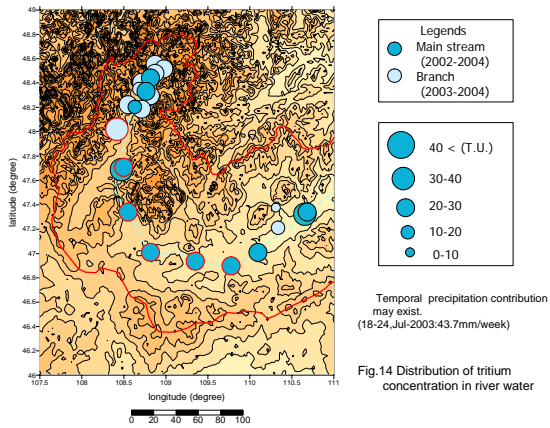 49
48.8
48.6
48.4
48.2
48
47.8
47.6
47.4
47.2
47
46.8
46.6
46.4
46.2
46
latitude (degree)
107.5 108 108.5 109 109.5 110 110.5 111
longitude (degree)
0 20 40 60 80 100
Legends
Main stream
(2002-2004)
Branch
(2003-2004)
40 < (T.U.)
30-40
20-30
10-20
0-10
Temporal precipitation contribution
may exist.
(18-24,Jul-2003:43.7mm/week)
Fig.14 Distribution of tritium
concentration in river water